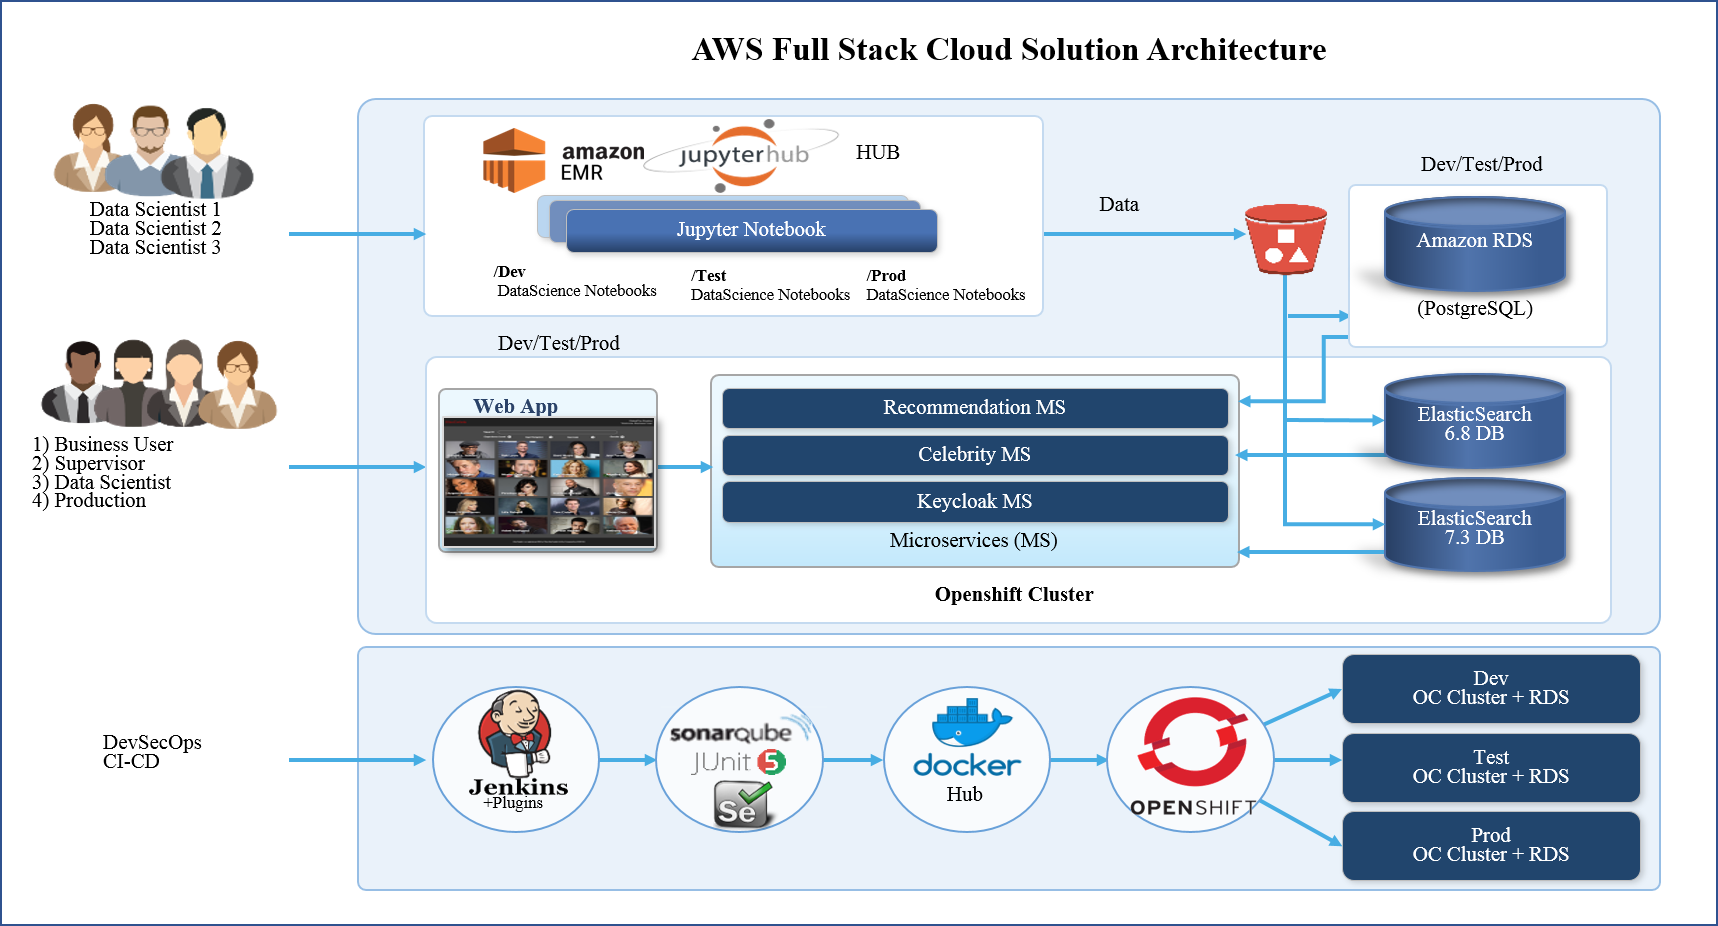 AWS Full Stack Cloud Solution Architecture
Data Scientist 1
Data Scientist 2
Data Scientist 3
amazon
EMR
jupyterhub
HUB
Jupyter Notebook
/Dev
DataScience Notebooks
/Test
DataScience Notebooks
/Prod
DataScience Notebooks
Data
Dev/Test/Prod
Amazon RDS
(PostgreSQL)
1) Business User
2) Supervisor
3) Data Scientist
4) Production
Dev/Test/Prod
Web App
Recommendation MS
Celebrity MS
Keycloak MS
Microservices (MS)
Openshift Cluster
ElasticSearch
6.8 DB
ElasticSearch
7.3 DB
DevSecOps
CI-CD
Jenkins
+Plugins
sonarqube
JUnit 5
Se
docker
Hub
OPENSHIFT
Dev
OC Cluster + RDS
Test
OC Cluster + RDS
Prod
OC Cluster + RDS